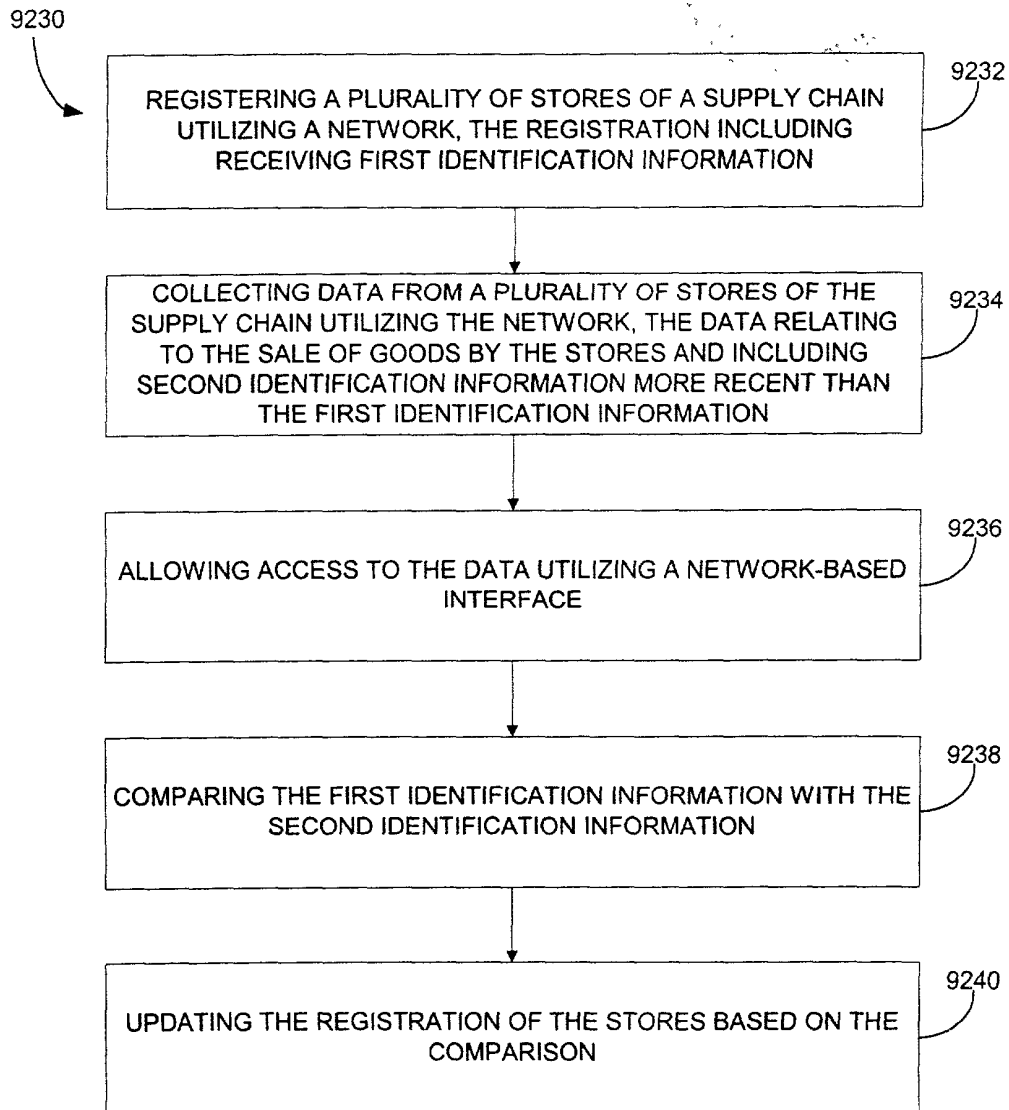 9230
9232
REGISTERING A PLURALITY OF STORES OF A SUPPLY CHAIN
UTILIZING A NETWORK, THE REGISTRATION INCLUDING
RECEIVING FIRST IDENTIFICATION INFORMATION
9234
COLLECTING DATA FROM A PLURALITY OF STORES OF THE
SUPPLY CHAIN UTILIZING THE NETWORK, THE DATA RELATING
TO THE SALE OF GOODS BY THE STORES AND INCLUDING
SECOND IDENTIFICATION INFORMATION MORE RECENT THAN
THE FIRST IDENTIFICATION INFORMATION
9236
ALLOWING ACCESS TO THE DATA UTILIZING A NETWORK-BASED
INTERFACE
9238
COMPARING THE FIRST IDENTIFICATION INFORMATION WITH THE
SECOND IDENTIFICATION INFORMATION
9240
UPDATING THE REGISTRATION OF THE STORES BASED ON THE
COMPARISON